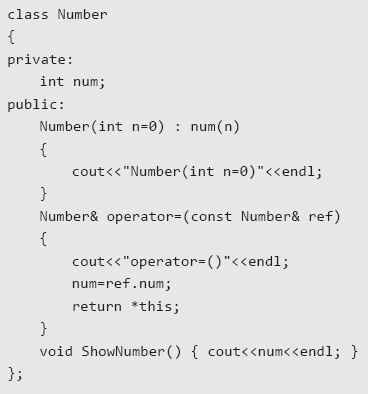 class Number
{
private:
    int num;
public:
    Number(int n=0) : num(n)
    {
        cout<<"Number(int n=0)"<<endl;
    }
    Number& operator=(const Number& ref)
    {
        cout<<"operator=()"<<endl;
        num=ref.num;
        return *this;
    }
    void ShowNumber() { cout<<num<<endl; }
};